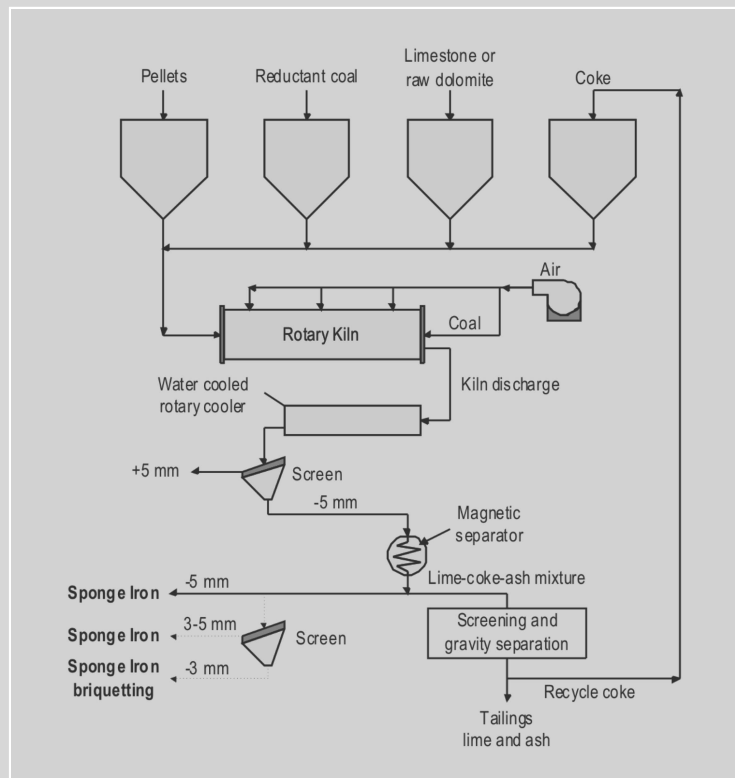 Pellets
Reductant coal
Limestone or
raw dolomite
Coke
Air
Coal
Rotary Kiln
Kiln discharge
Water cooled
rotary cooler
+5 mm
Screen
-5 mm
Magnetic
separator
Lime-coke-ash mixture
-5 mm
Sponge Iron
Screening and
gravity separation
3-5 mm
Sponge Iron
Screen
-3 mm
Sponge Iron
briquetting
Recycle coke
Tailings
lime and ash